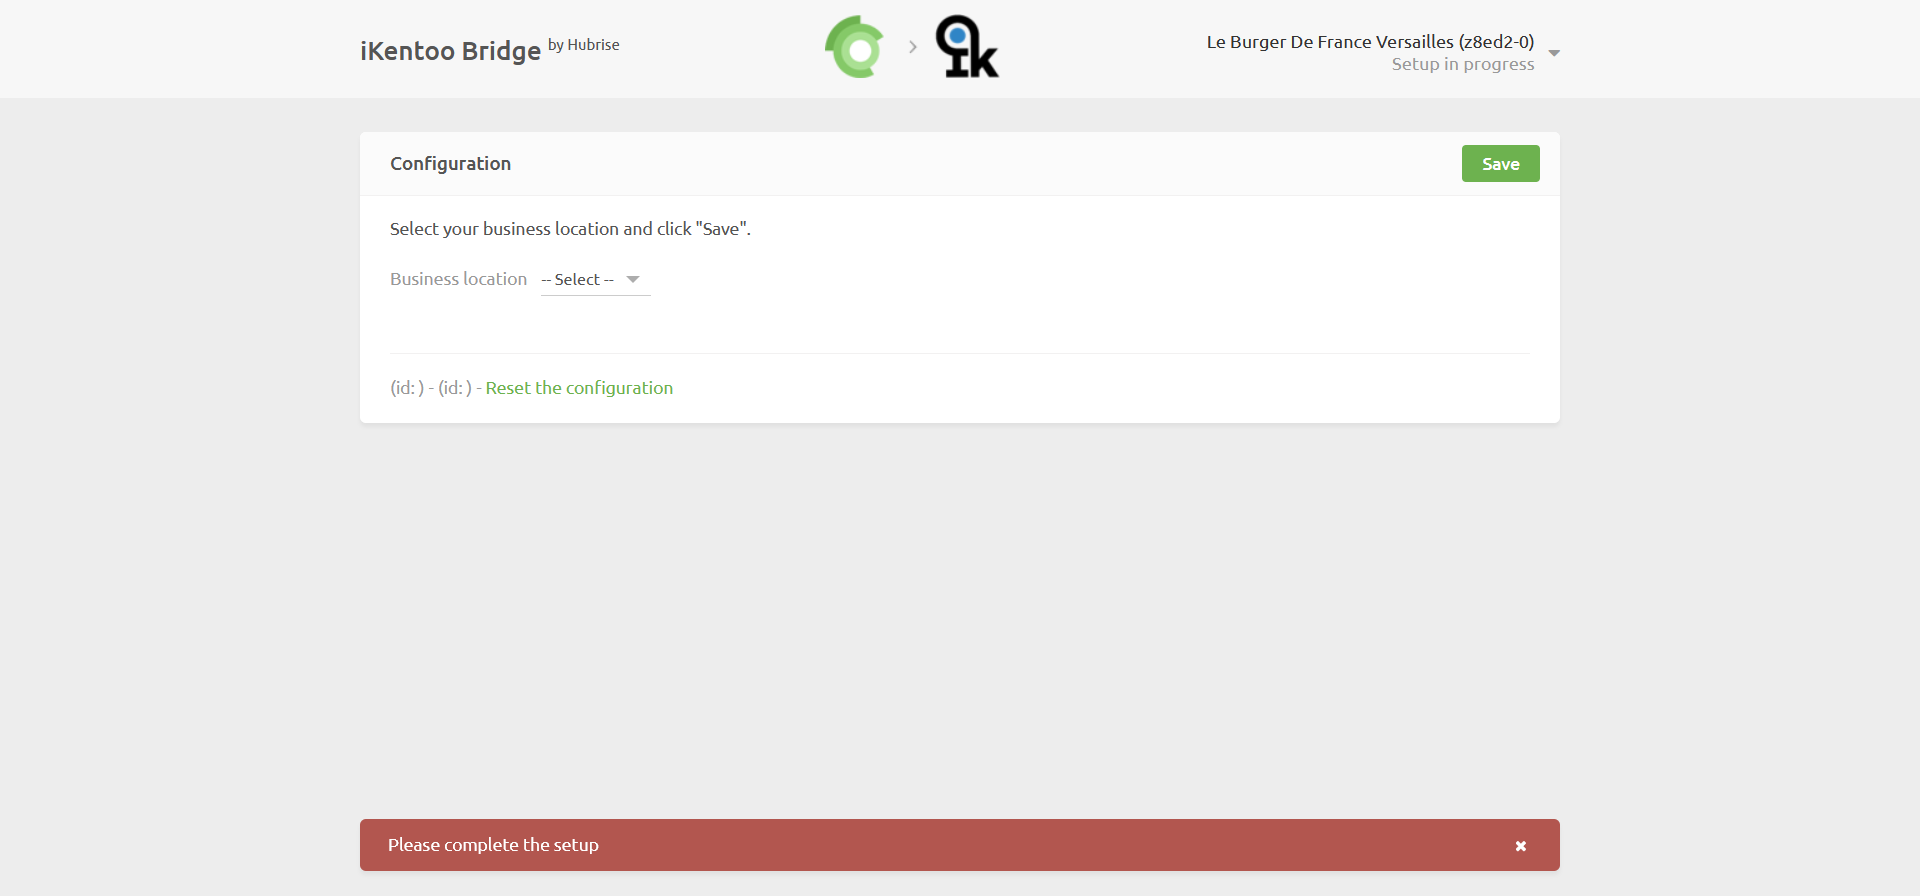 iKentoo Bridge by Hubrise
ik
Le Burger De France Versailles (z8ed2-0)
Setup in progress
Configuration
Save
Select your business location and click "Save".
Business location -- Select --
(id: ) - (id: ) - Reset the configuration
Please complete the setup